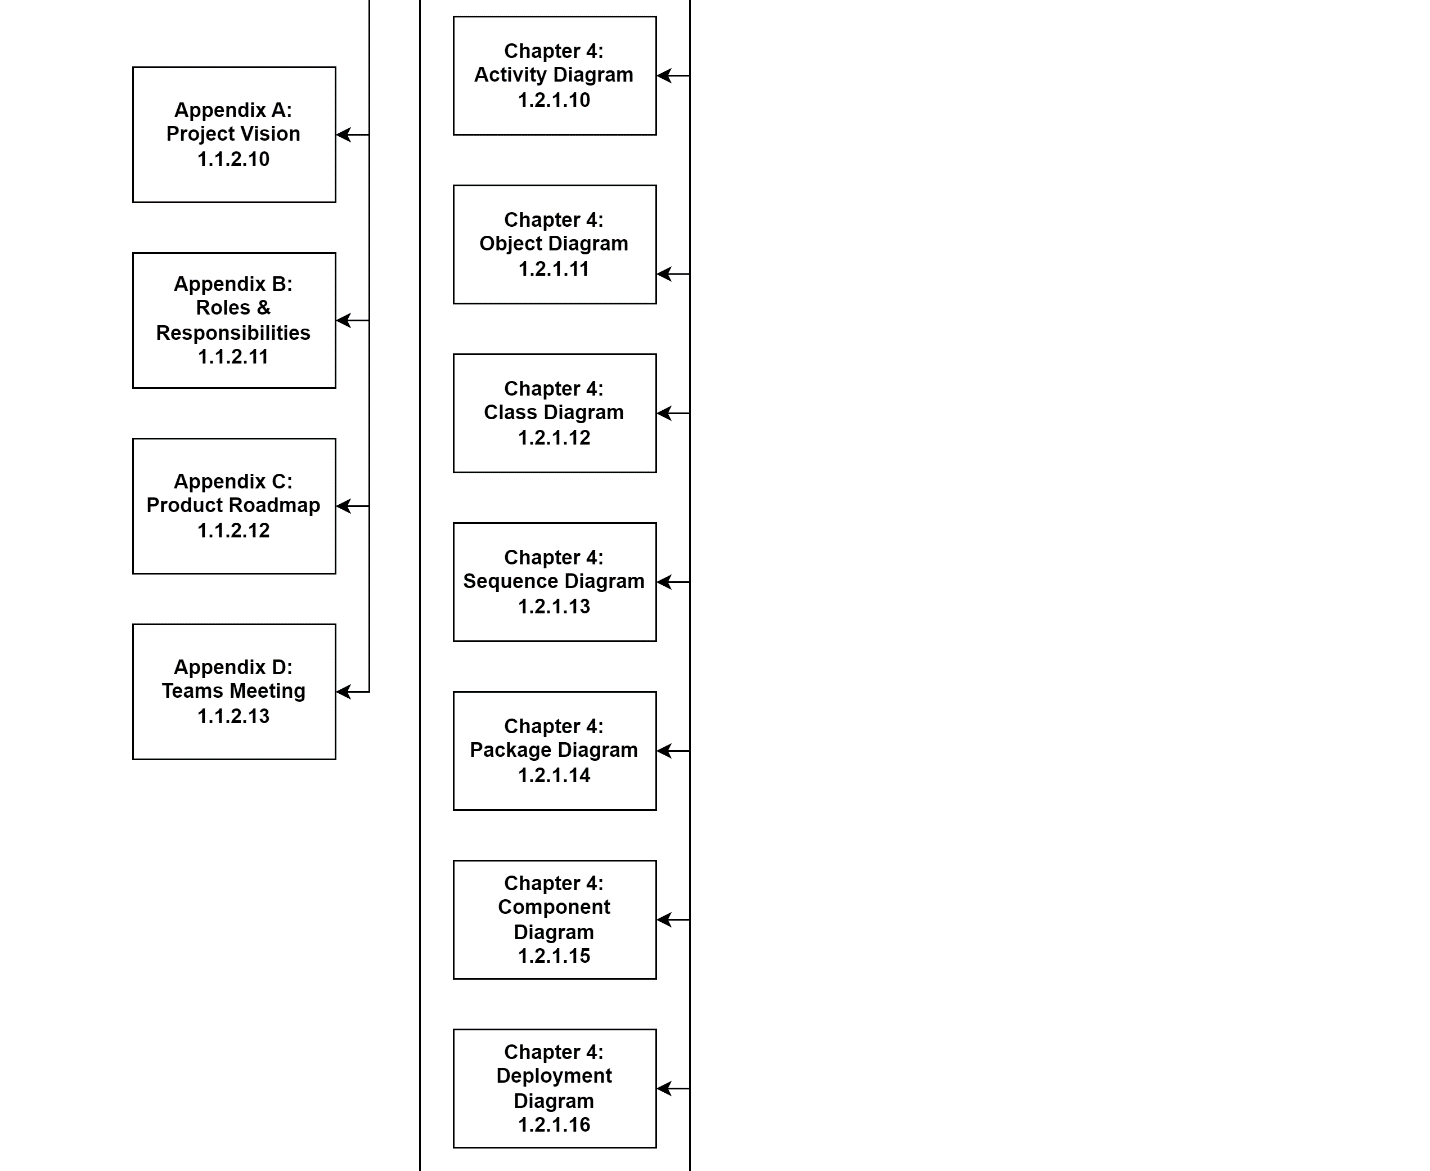 Appendix A:
Project Vision
1.1.2.10
Appendix B:
Roles &
Responsibilities
1.1.2.11
Appendix C:
Product Roadmap
1.1.2.12
Appendix D:
Teams Meeting
1.1.2.13
Chapter 4:
Activity Diagram
1.2.1.10
Chapter 4:
Object Diagram
1.2.1.11
Chapter 4:
Class Diagram
1.2.1.12
Chapter 4:
Sequence Diagram
1.2.1.13
Chapter 4:
Package Diagram
1.2.1.14
Chapter 4:
Component
Diagram
1.2.1.15
Chapter 4:
Deployment
Diagram
1.2.1.16